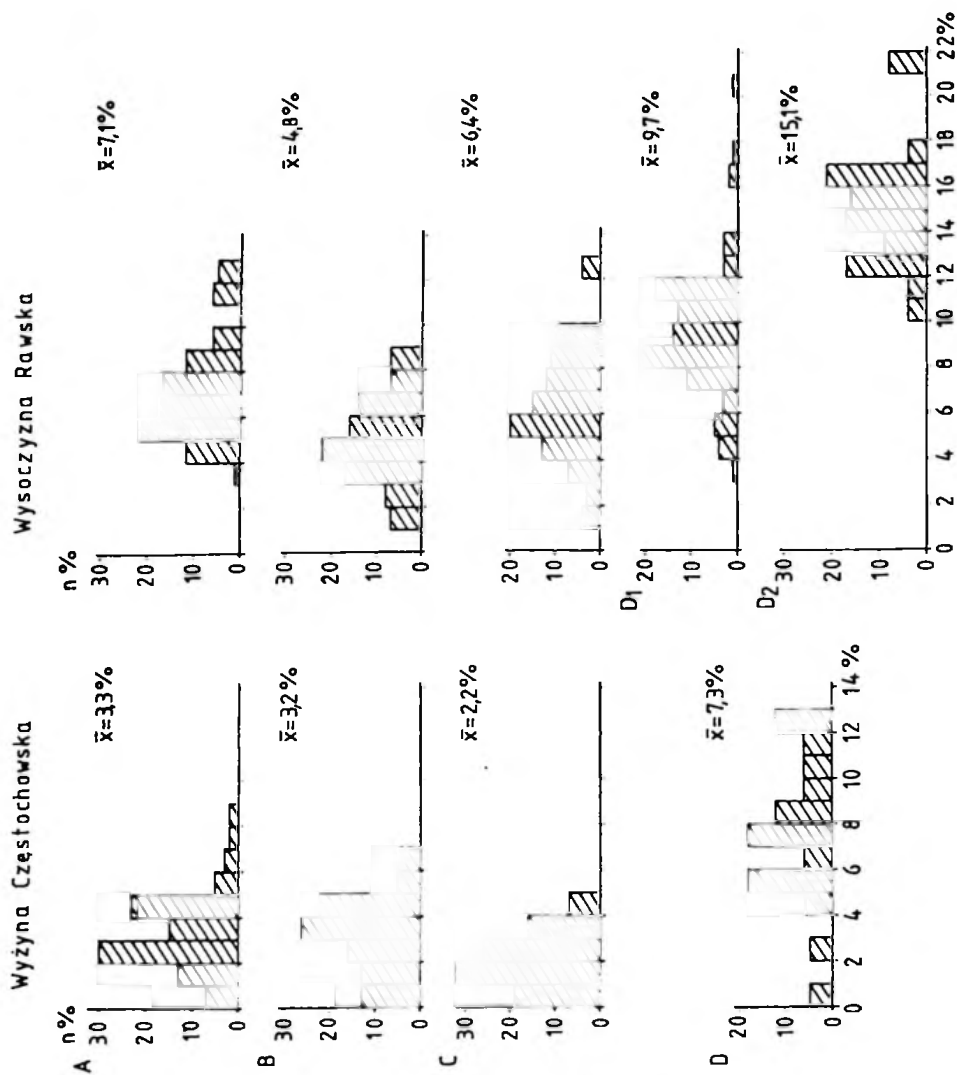 Wyżyna Częstochowska
A
n%
30
20
10
0
x̄=3,3%
B
30
20
10
0
x̄=3,2%
C
30
20
10
0
x̄=2,2%
D
20
10
0
x̄=7,3%
0 2 4 6 8 10 12 14%
Wysoczyzna Rawska
n%
30
20
10
0
x̄=7,1%
30
20
10
0
x̄=4,8%
20
10
0
x̄=6,4%
D1
20
10
0
x̄=9,7%
D2
30
20
10
0
x̄=15,1%
0 2 4 6 8 10 12 14 16 18 20 22%